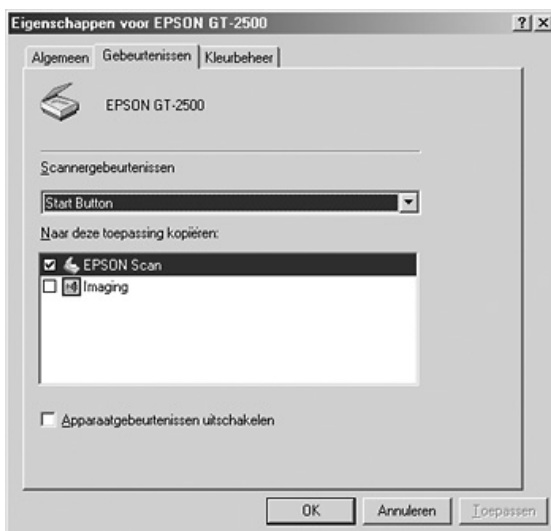 Eigenschappen voor EPSON GT-2500
Algemeen Gebeurtenissen Kleurbeheer
EPSON GT-2500
Scannergebeurtenissen
Start Button
Naar deze toepassing kopiëren:
EPSON Scan
Imaging
Apparaatgebeurtenissen uitschakelen
OK Annuleren Toepassen